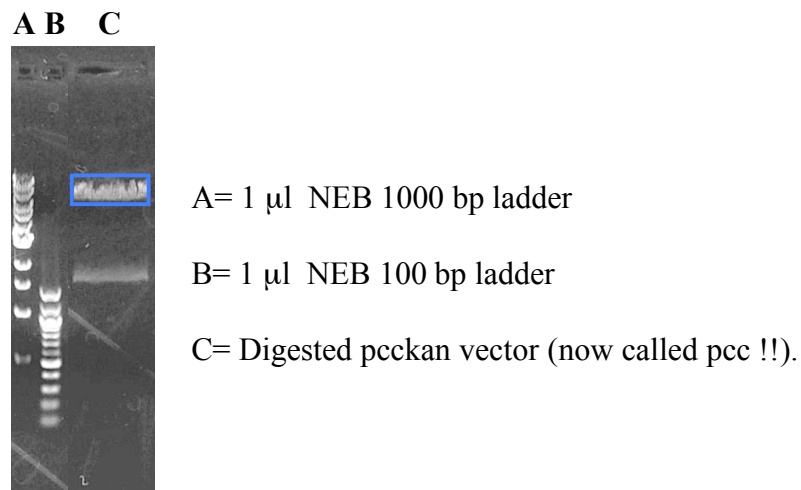 A B C
A= 1 μl NEB 1000 bp ladder
B= 1 μl NEB 100 bp ladder
C= Digested pcckan vector (now called pcc !!).